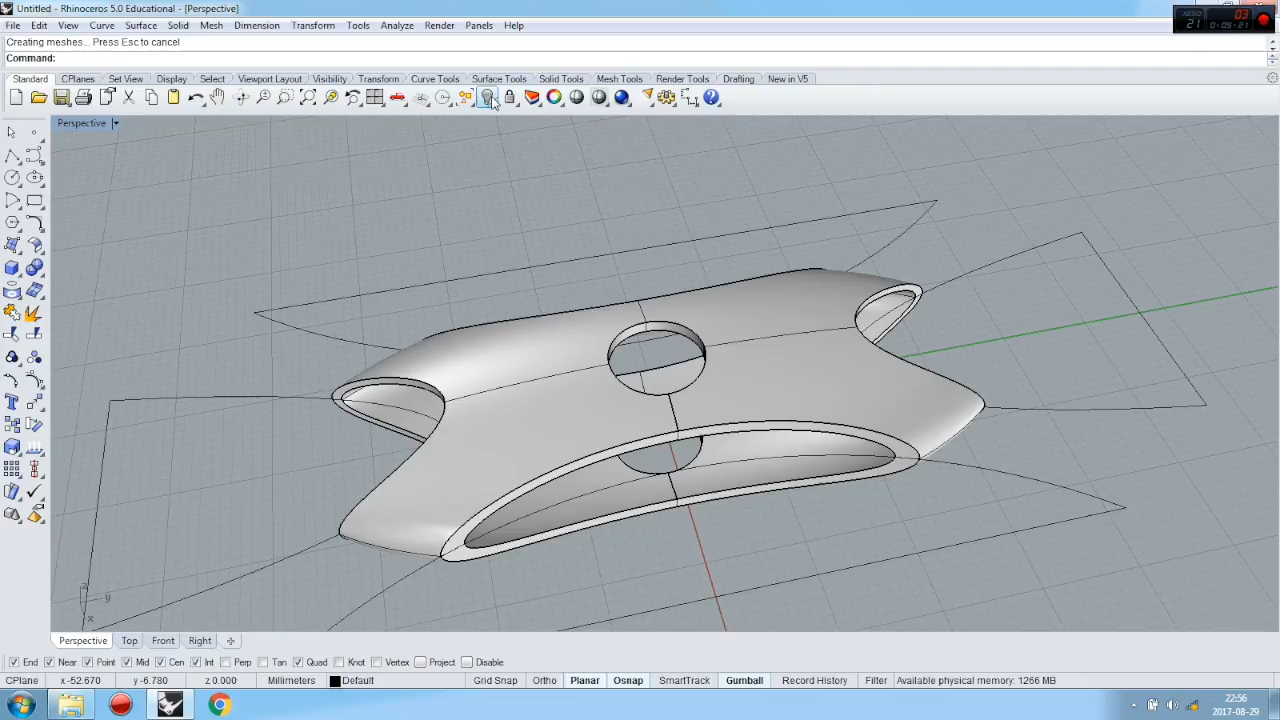 Untitled - Rhinoceros 5.0 Educational - [Perspective]
File Edit View Curve Surface Solid Mesh Dimension Transform Tools Analyze Render Panels Help
03
21 0:09:21
Creating meshes... Press Esc to cancel
Command:
Standard CPlanes Set View Display Select Viewport Layout Visibility Transform Curve Tools Surface Tools Solid Tools Mesh Tools Render Tools Drafting New in V5
Perspective
z
y
x
Perspective Top Front Right
End Near Point Mid Cen Int Perp Tan Quad Knot Vertex Project Disable
CPlane x -52.670 y -6.780 z 0.000 Millimeters Default Grid Snap Ortho Planar Osnap SmartTrack Gumball Record History Filter Available physical memory: 1266 MB
22:56
2017-08-29